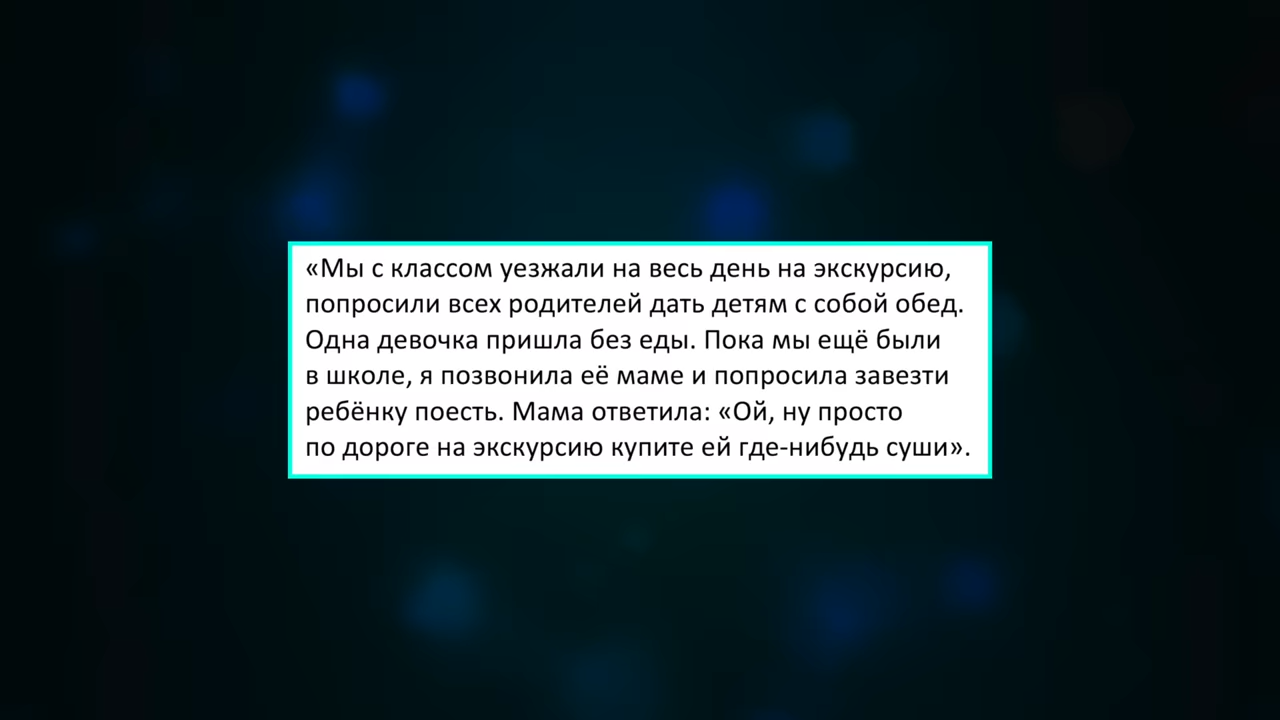 «Мы с классом уезжали на весь день на экскурсию,
попросили всех родителей дать детям с собой обед.
Одна девочка пришла без еды. Пока мы ещё были
в школе, я позвонила её маме и попросила завезти
ребёнку поесть. Мама ответила: «Ой, ну просто
по дороге на экскурсию купите ей где-нибудь суши».